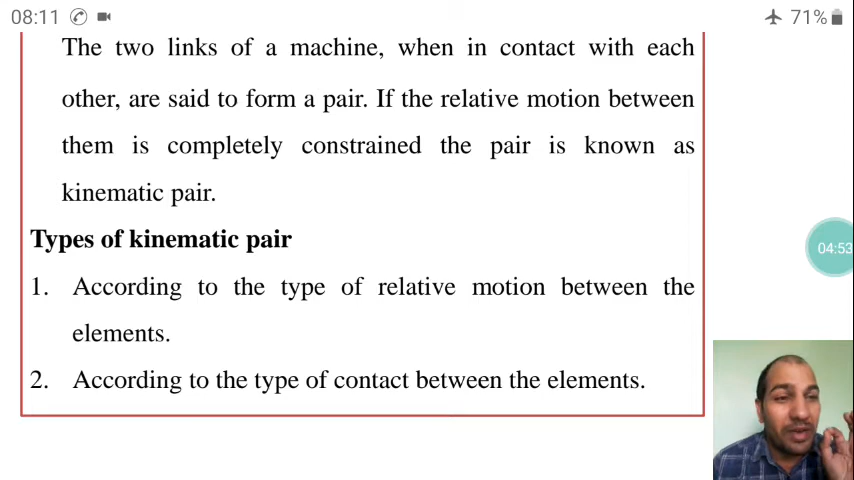 08:11 71%
The two links of a machine, when in contact with each
other, are said to form a pair. If the relative motion between
them is completely constrained the pair is known as
kinematic pair.
Types of kinematic pair
04:53
1. According to the type of relative motion between the
elements.
2. According to the type of contact between the elements.